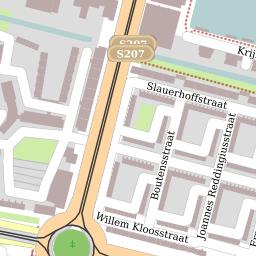 S207
S207
Krij
Slauerhoffstraat
Boutensstraat
Joannes Reddingiusstraat
Willem Kloosstraat